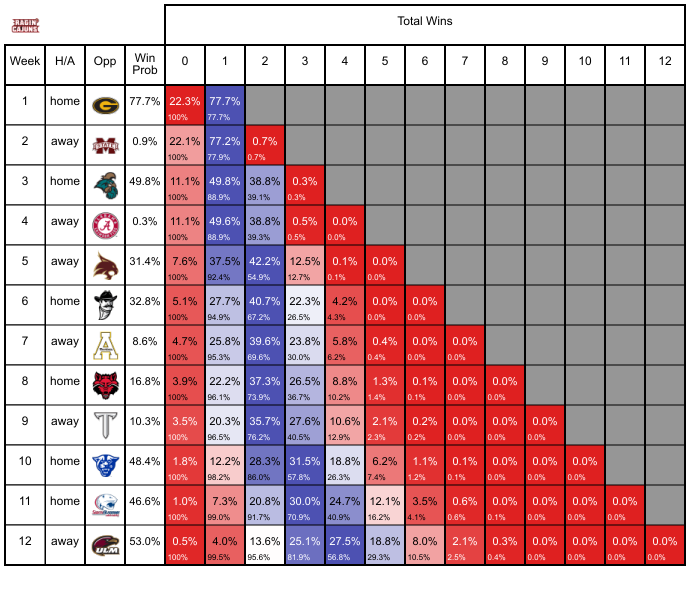 RAGIN' CAJUNS
Total Wins
Week H/A Opp Win Prob 0 1 2 3 4 5 6 7 8 9 10 11 12
1 home G 77.7% 22.3% 77.7%
100% 77.7%
2 away M STATE 0.9% 22.1% 77.2% 0.7%
100% 77.9% 0.7%
3 home 49.8% 11.1% 49.8% 38.8% 0.3%
100% 88.9% 39.1% 0.3%
4 away A 0.3% 11.1% 49.6% 38.8% 0.5% 0.0%
100% 88.9% 39.3% 0.5% 0.0%
5 away 31.4% 7.6% 37.5% 42.2% 12.5% 0.1% 0.0%
100% 92.4% 54.9% 12.7% 0.1% 0.0%
6 home 32.8% 5.1% 27.7% 40.7% 22.3% 4.2% 0.0% 0.0%
100% 94.9% 67.2% 26.5% 4.3% 0.0% 0.0%
7 away A 8.6% 4.7% 25.8% 39.6% 23.8% 5.8% 0.4% 0.0% 0.0%
100% 95.3% 69.6% 30.0% 6.2% 0.4% 0.0% 0.0%
8 home 16.8% 3.9% 22.2% 37.3% 26.5% 8.8% 1.3% 0.1% 0.0% 0.0%
100% 96.1% 73.9% 36.7% 10.2% 1.4% 0.1% 0.0% 0.0%
9 away T 10.3% 3.5% 20.3% 35.7% 27.6% 10.6% 2.1% 0.2% 0.0% 0.0% 0.0%
100% 96.5% 76.2% 40.5% 12.9% 2.3% 0.2% 0.0% 0.0% 0.0%
10 home 48.4% 1.8% 12.2% 28.3% 31.5% 18.8% 6.2% 1.1% 0.1% 0.0% 0.0% 0.0%
100% 98.2% 86.0% 57.8% 26.3% 7.4% 1.2% 0.1% 0.0% 0.0% 0.0%
11 home 46.6% 1.0% 7.3% 20.8% 30.0% 24.7% 12.1% 3.5% 0.6% 0.0% 0.0% 0.0% 0.0%
100% 99.0% 91.7% 70.9% 40.9% 16.2% 4.1% 0.6% 0.1% 0.0% 0.0% 0.0%
12 away ULM 53.0% 0.5% 4.0% 13.6% 25.1% 27.5% 18.8% 8.0% 2.1% 0.3% 0.0% 0.0% 0.0% 0.0%
100% 99.5% 95.6% 81.9% 56.8% 29.3% 10.5% 2.5% 0.4% 0.0% 0.0% 0.0% 0.0%